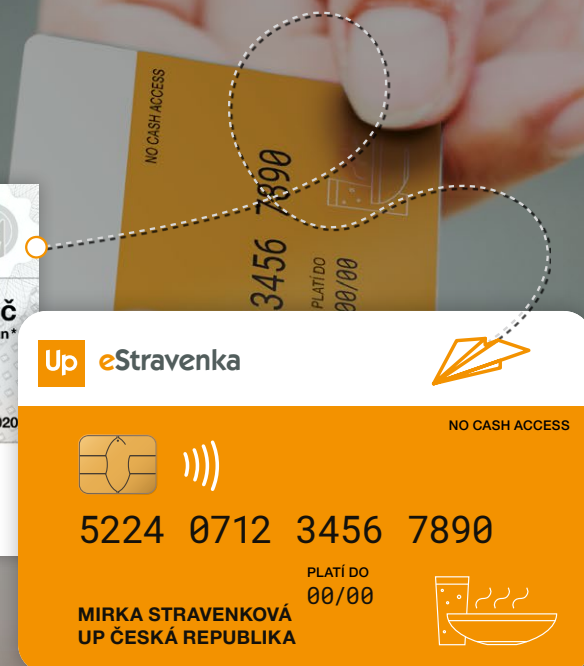 NO CASH ACCESS
3456 7890
PLATÍ DO
00/00
Up eStravenka
NO CASH ACCESS
5224 0712 3456 7890
PLATÍ DO
00/00
MIRKA STRAVENKOVÁ
UP ČESKÁ REPUBLIKA